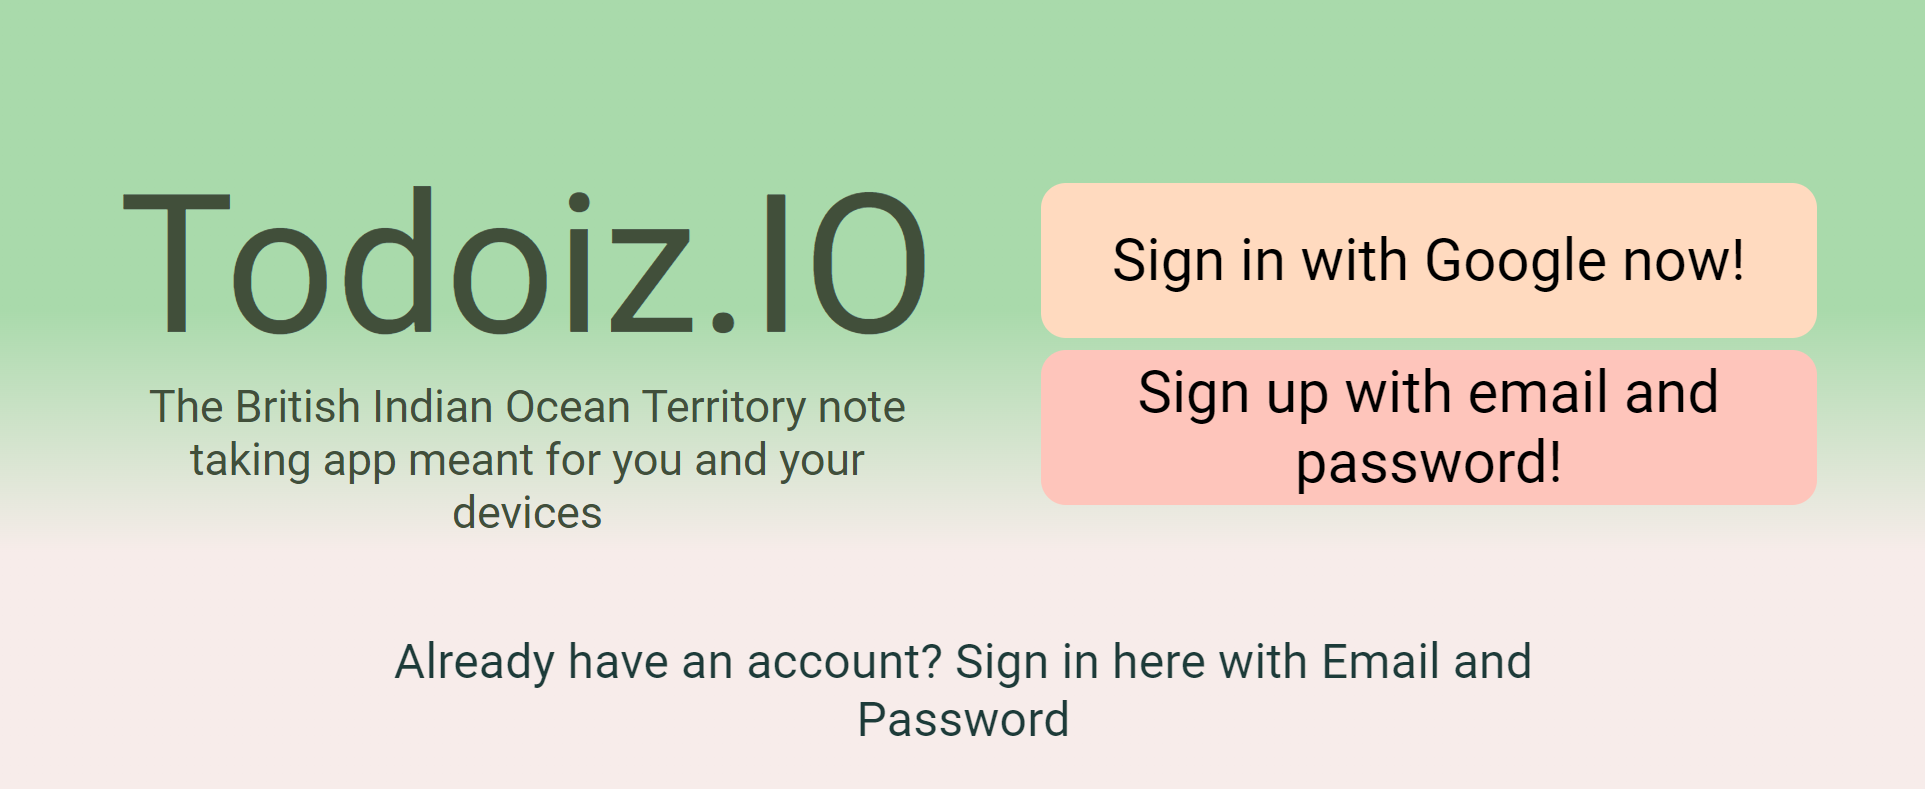 Todoiz.IO
The British Indian Ocean Territory note
taking app meant for you and your
devices
Sign in with Google now!
Sign up with email and
password!
Already have an account? Sign in here with Email and
Password